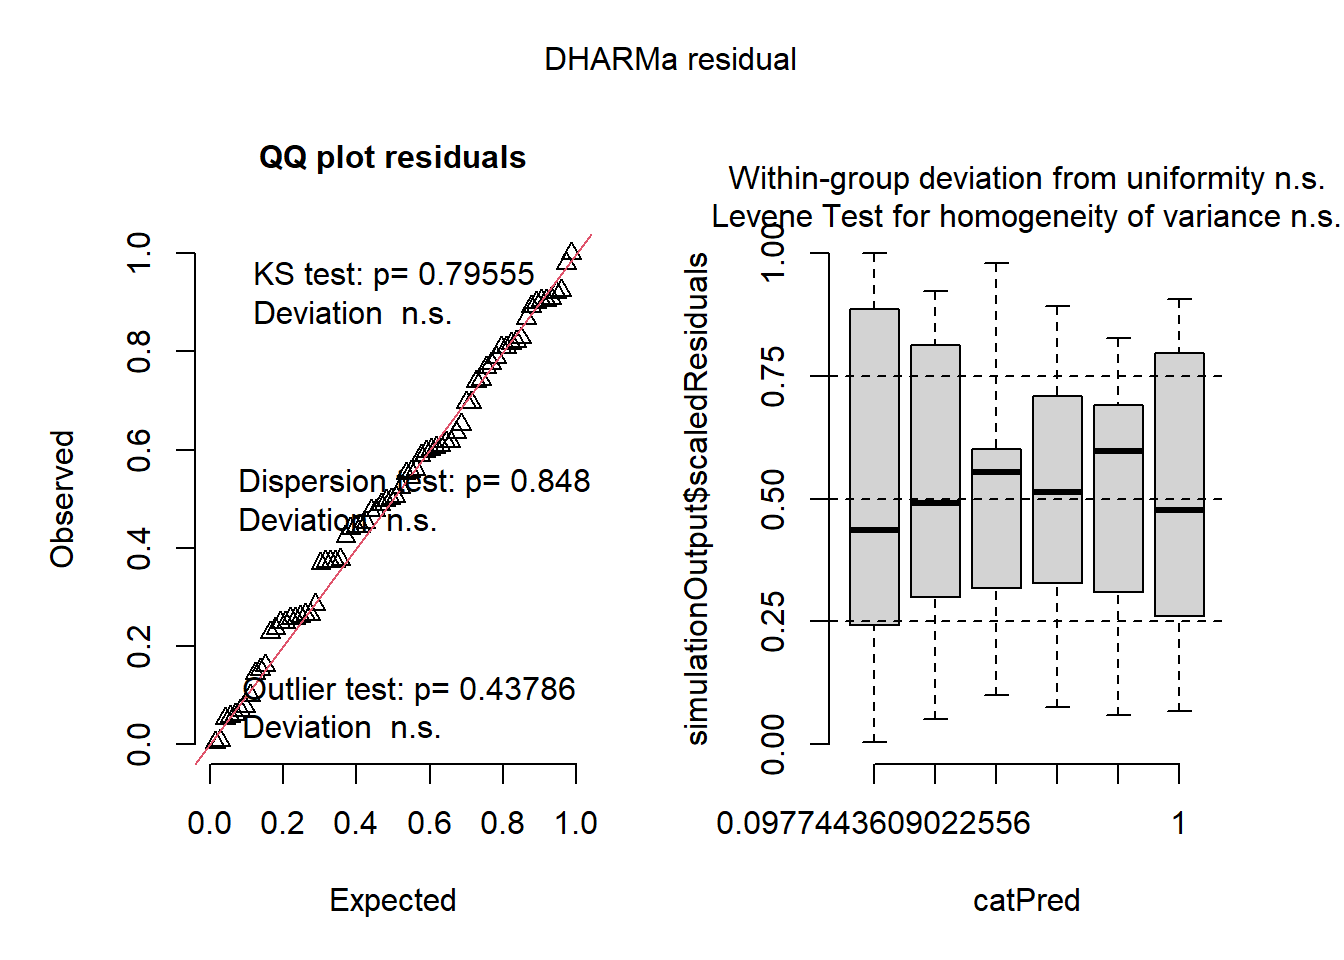 DHARMa residual
QQ plot residuals
KS test: p= 0.79555
Deviation  n.s.
Dispersion test: p= 0.848
Deviation  n.s.
Outlier test: p= 0.43786
Deviation  n.s.
Observed
0.0
0.2
0.4
0.6
0.8
1.0
0.0 0.2 0.4 0.6 0.8 1.0
Expected
Within-group deviation from uniformity n.s.
Levene Test for homogeneity of variance n.s.
simulationOutput$scaledResiduals
0.00
0.25
0.50
0.75
1.00
0.0977443609022556 1
catPred